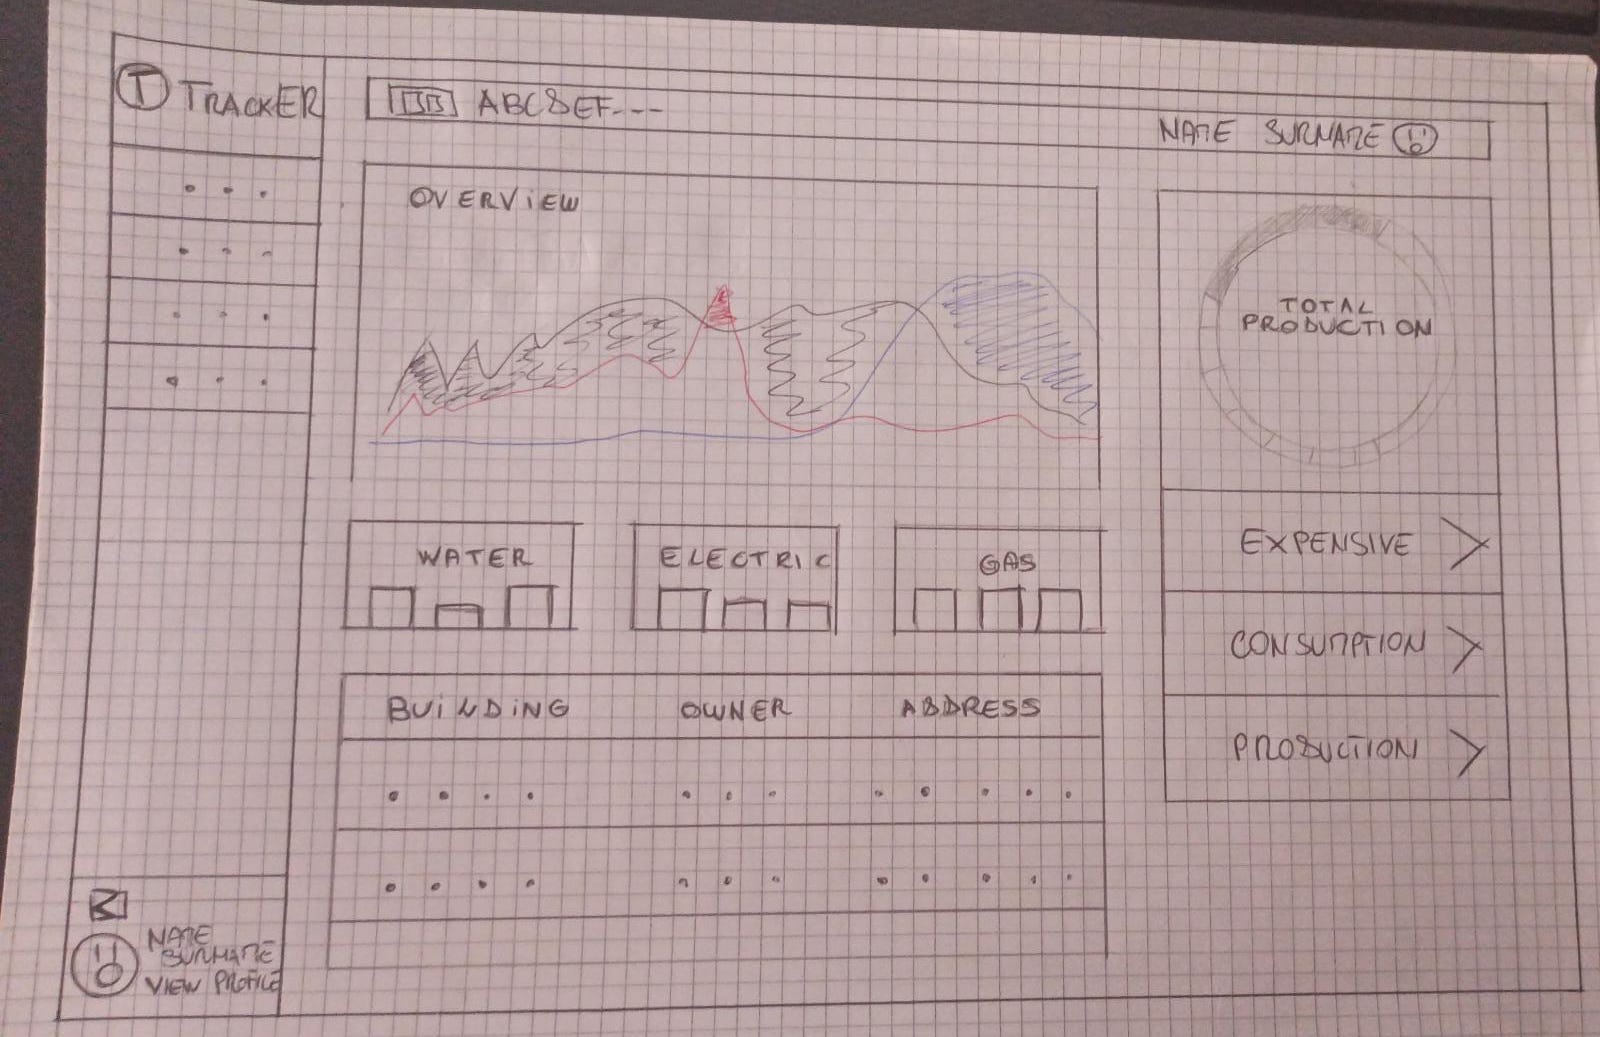 T TRACKER
ABCDEF---
NAME SURNAME
OVERVIEW
TOTAL
PRODUCTION
WATER
ELECTRIC
GAS
EXPENSIVE >
CONSUMPTION >
PRODUCTION >
BUILDING OWNER ADDRESS
NAME
SURNAME
VIEW PROFILE